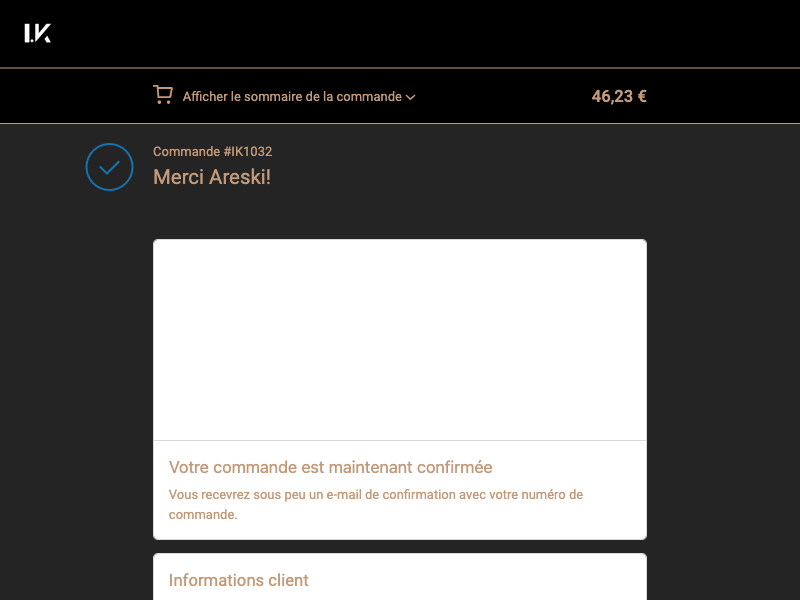 I.K
Afficher le sommaire de la commande
46,23 €
Commande #IK1032
Merci Areski!
Votre commande est maintenant confirmée
Vous recevrez sous peu un e-mail de confirmation avec votre numéro de
commande.
Informations client